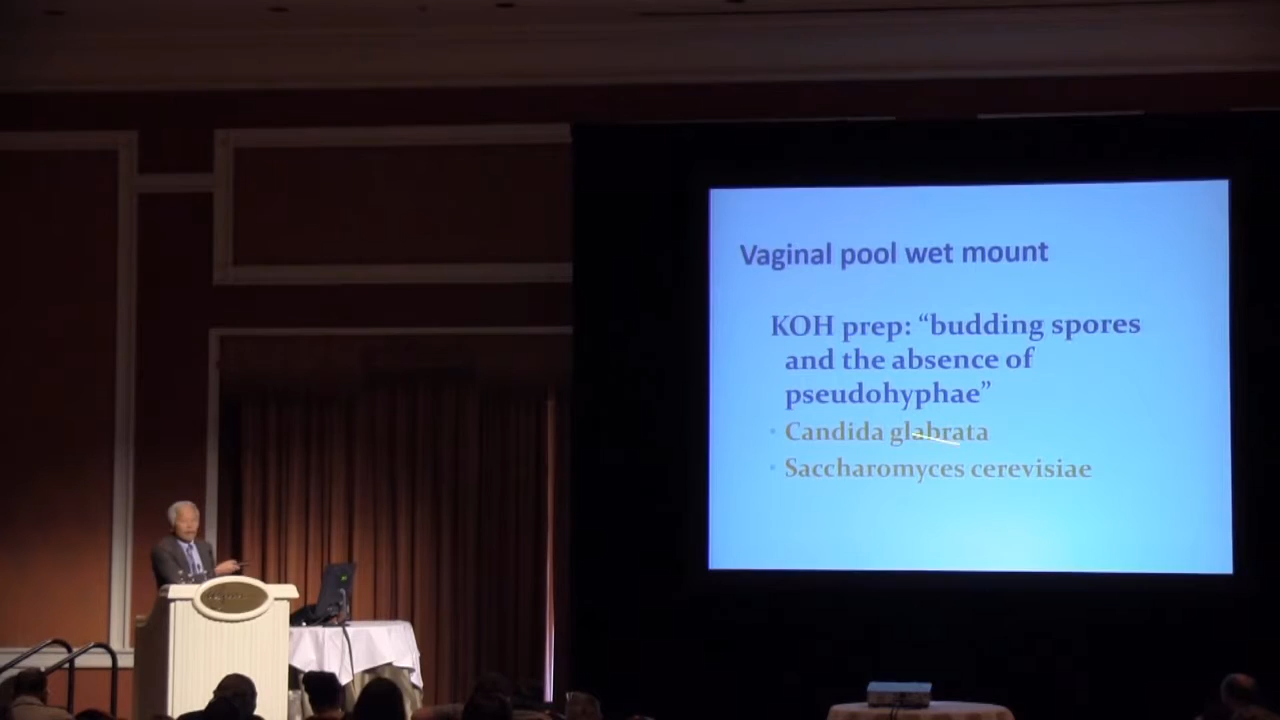 Vaginal pool wet mount
KOH prep: “budding spores
and the absence of
pseudohyphae”
Candida glabrata
Saccharomyces cerevisiae